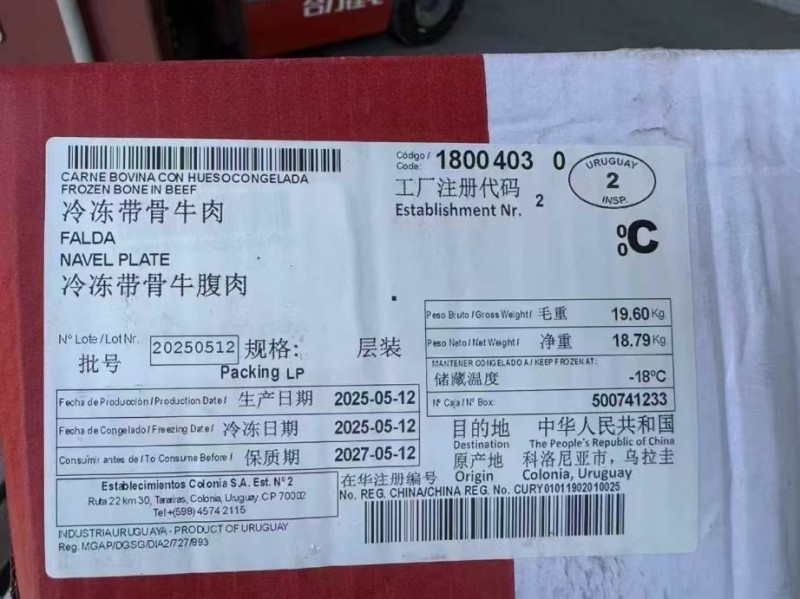 CARNE BOVINA CON HUESOCONGELADA
FROZEN BONE IN BEEF
冷冻带骨牛肉
FALDA
NAVEL PLATE
冷冻带骨牛腹肉
Código / Code: 1800403 0
工厂注册代码
Establishment Nr. 2
URUGUAY
2
INSP.
00C
Nº Lote / Lot Nr.
批号 20250512 规格: 层装
Packing LP
Peso Bruto / Gross Weight / 毛重 19.60 Kg
Peso Neto / Net Weight / 净重 18.79 Kg
MANTENER CONGELADO A / KEEP FROZEN AT:
储藏温度 -18ºC
Nº Caja / Nº Box: 500741233
Fecha de Producción / Production Date / 生产日期 2025-05-12
Fecha de Congelado / Freezing Date / 冷冻日期 2025-05-12
Consumir antes de / To Consume Before / 保质期 2027-05-12
目的地 中华人民共和国
Destination The People's Republic of China
原产地 科洛尼亚市，乌拉圭
Origin Colonia, Uruguay
Establecimientos Colonia S.A. Est. Nº 2
Ruta 22 km 30, Tarariras, Colonia, Uruguay. C.P 70002
Tel +(598) 4574 2115
在华注册编号
No. REG. CHINA/CHINA REG. No. CURY01011902010025
INDUSTRIA URUGUAYA - PRODUCT OF URUGUAY
Reg. MGAP/DGSG/DIA2/727/893